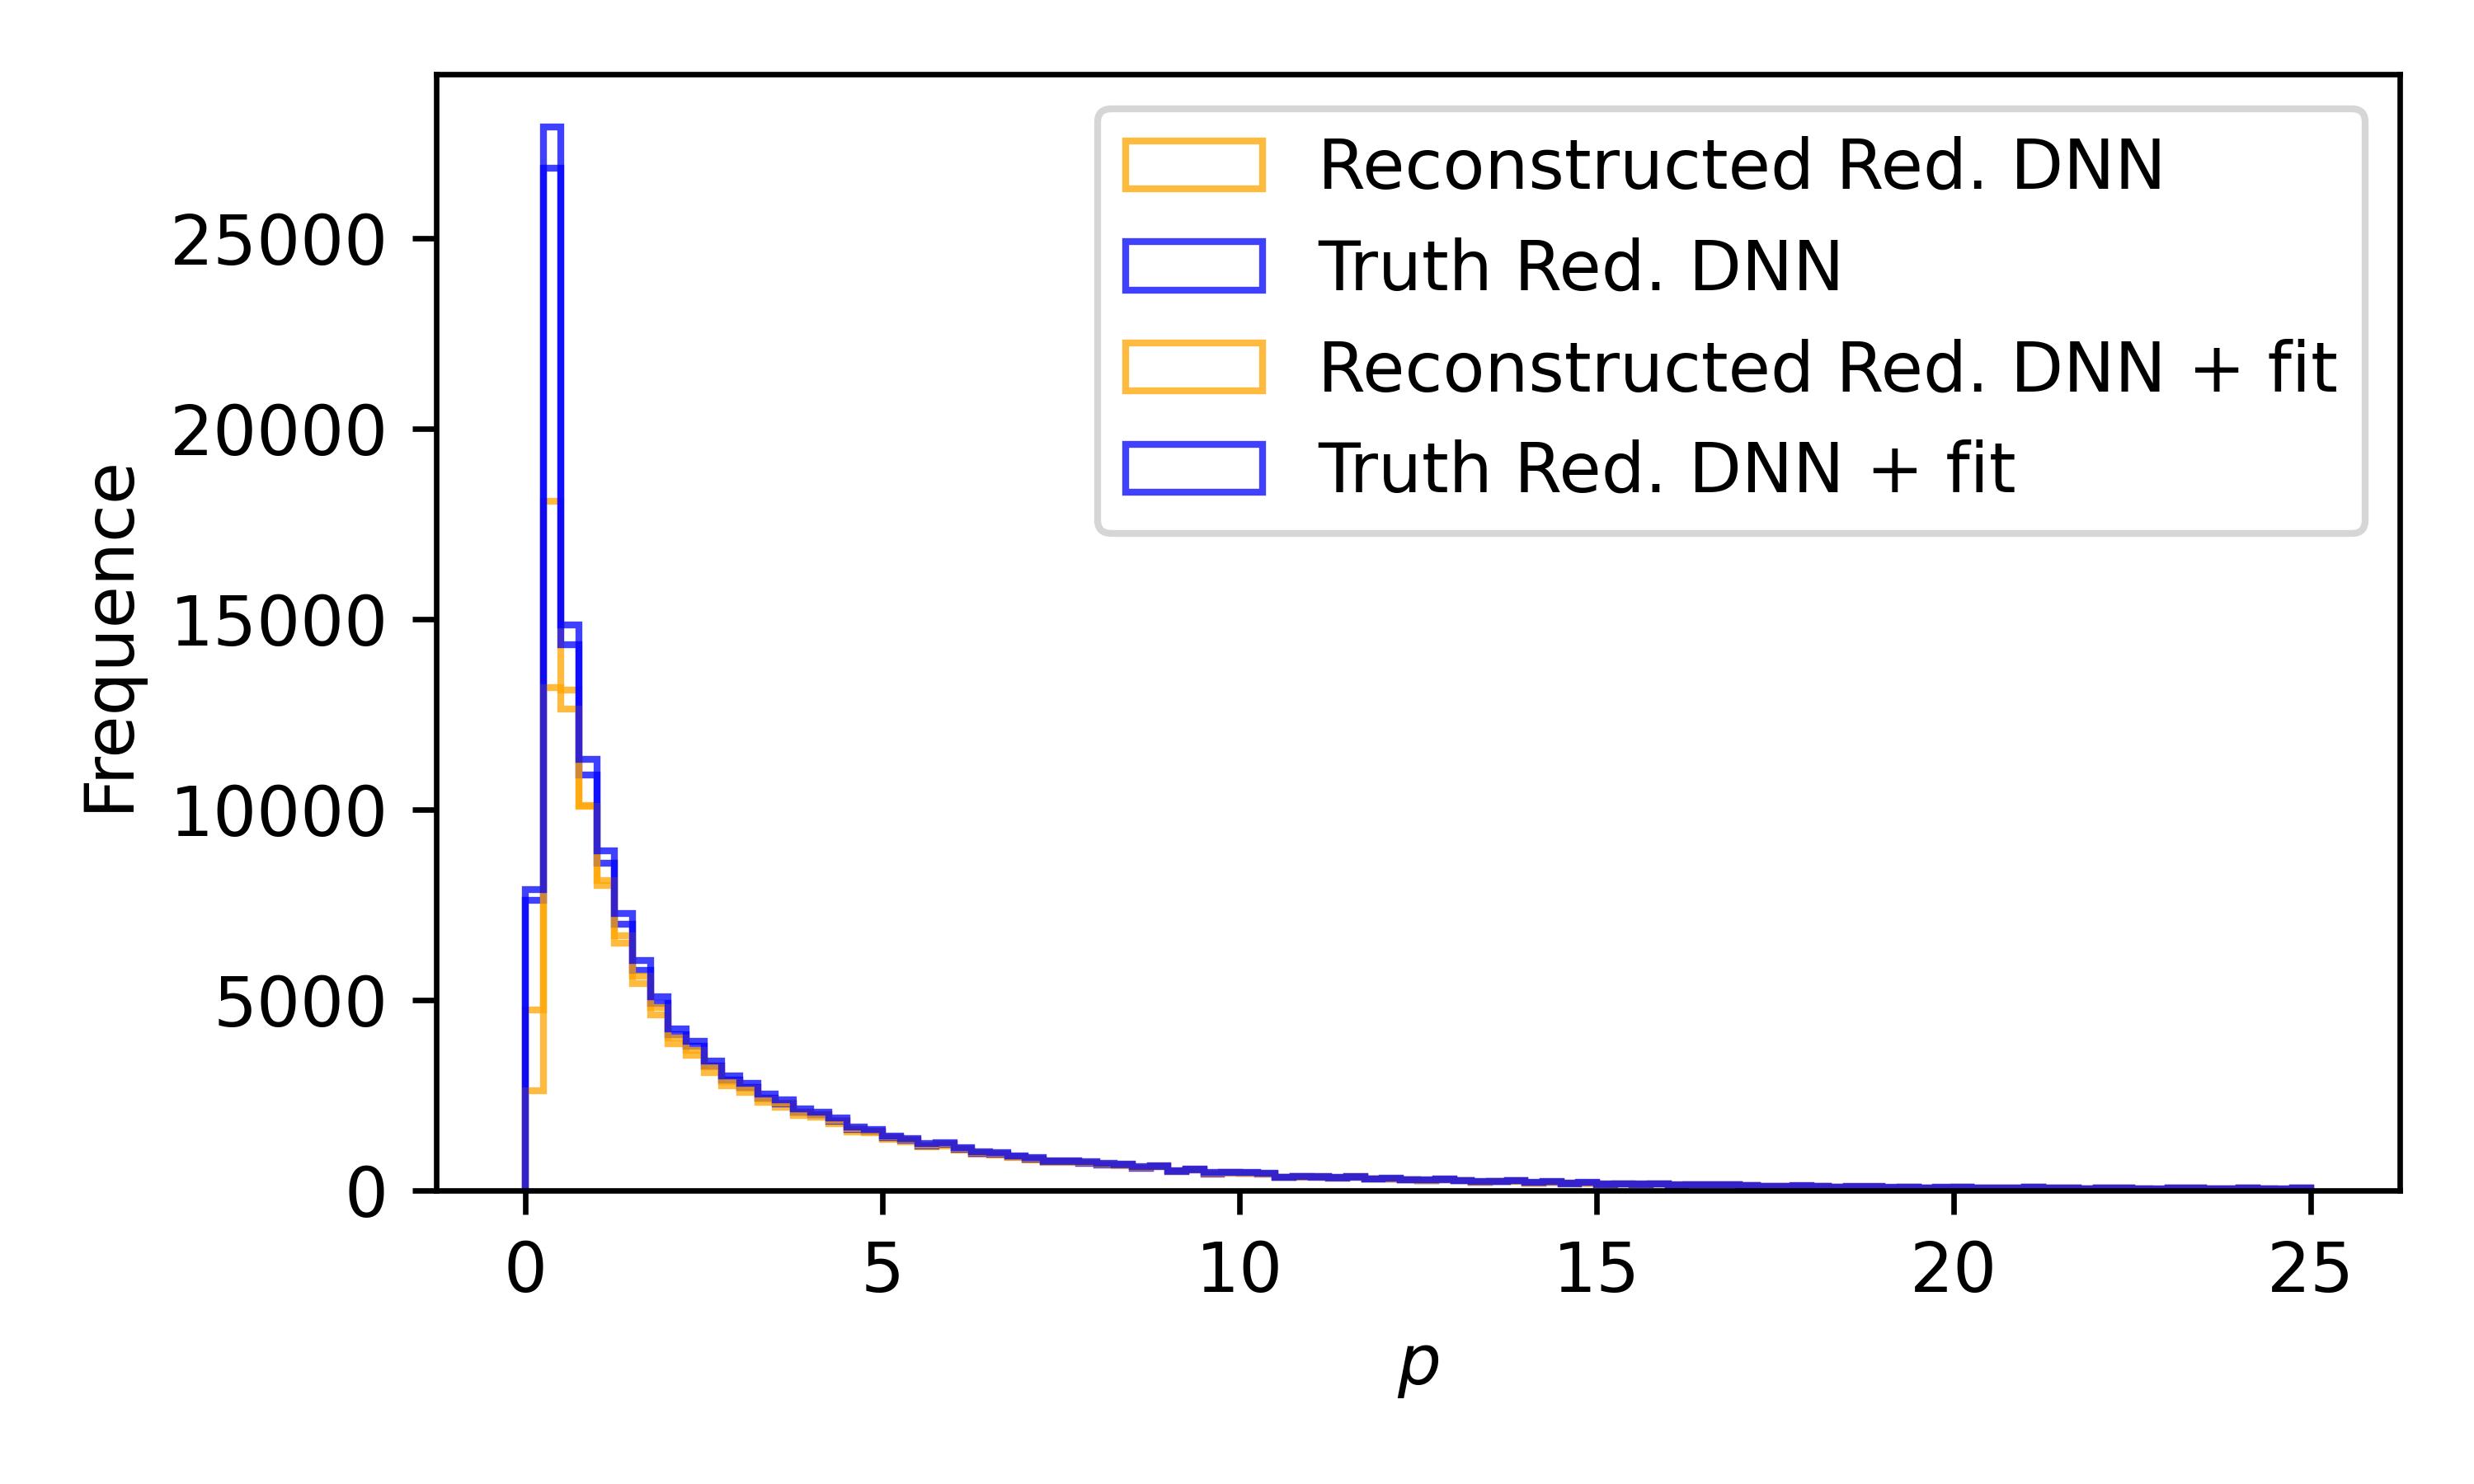 Reconstructed Red. DNN
Truth Red. DNN
Reconstructed Red. DNN + fit
Truth Red. DNN + fit
Frequence
25000
20000
15000
10000
5000
0
0 5 10 15 20 25
p